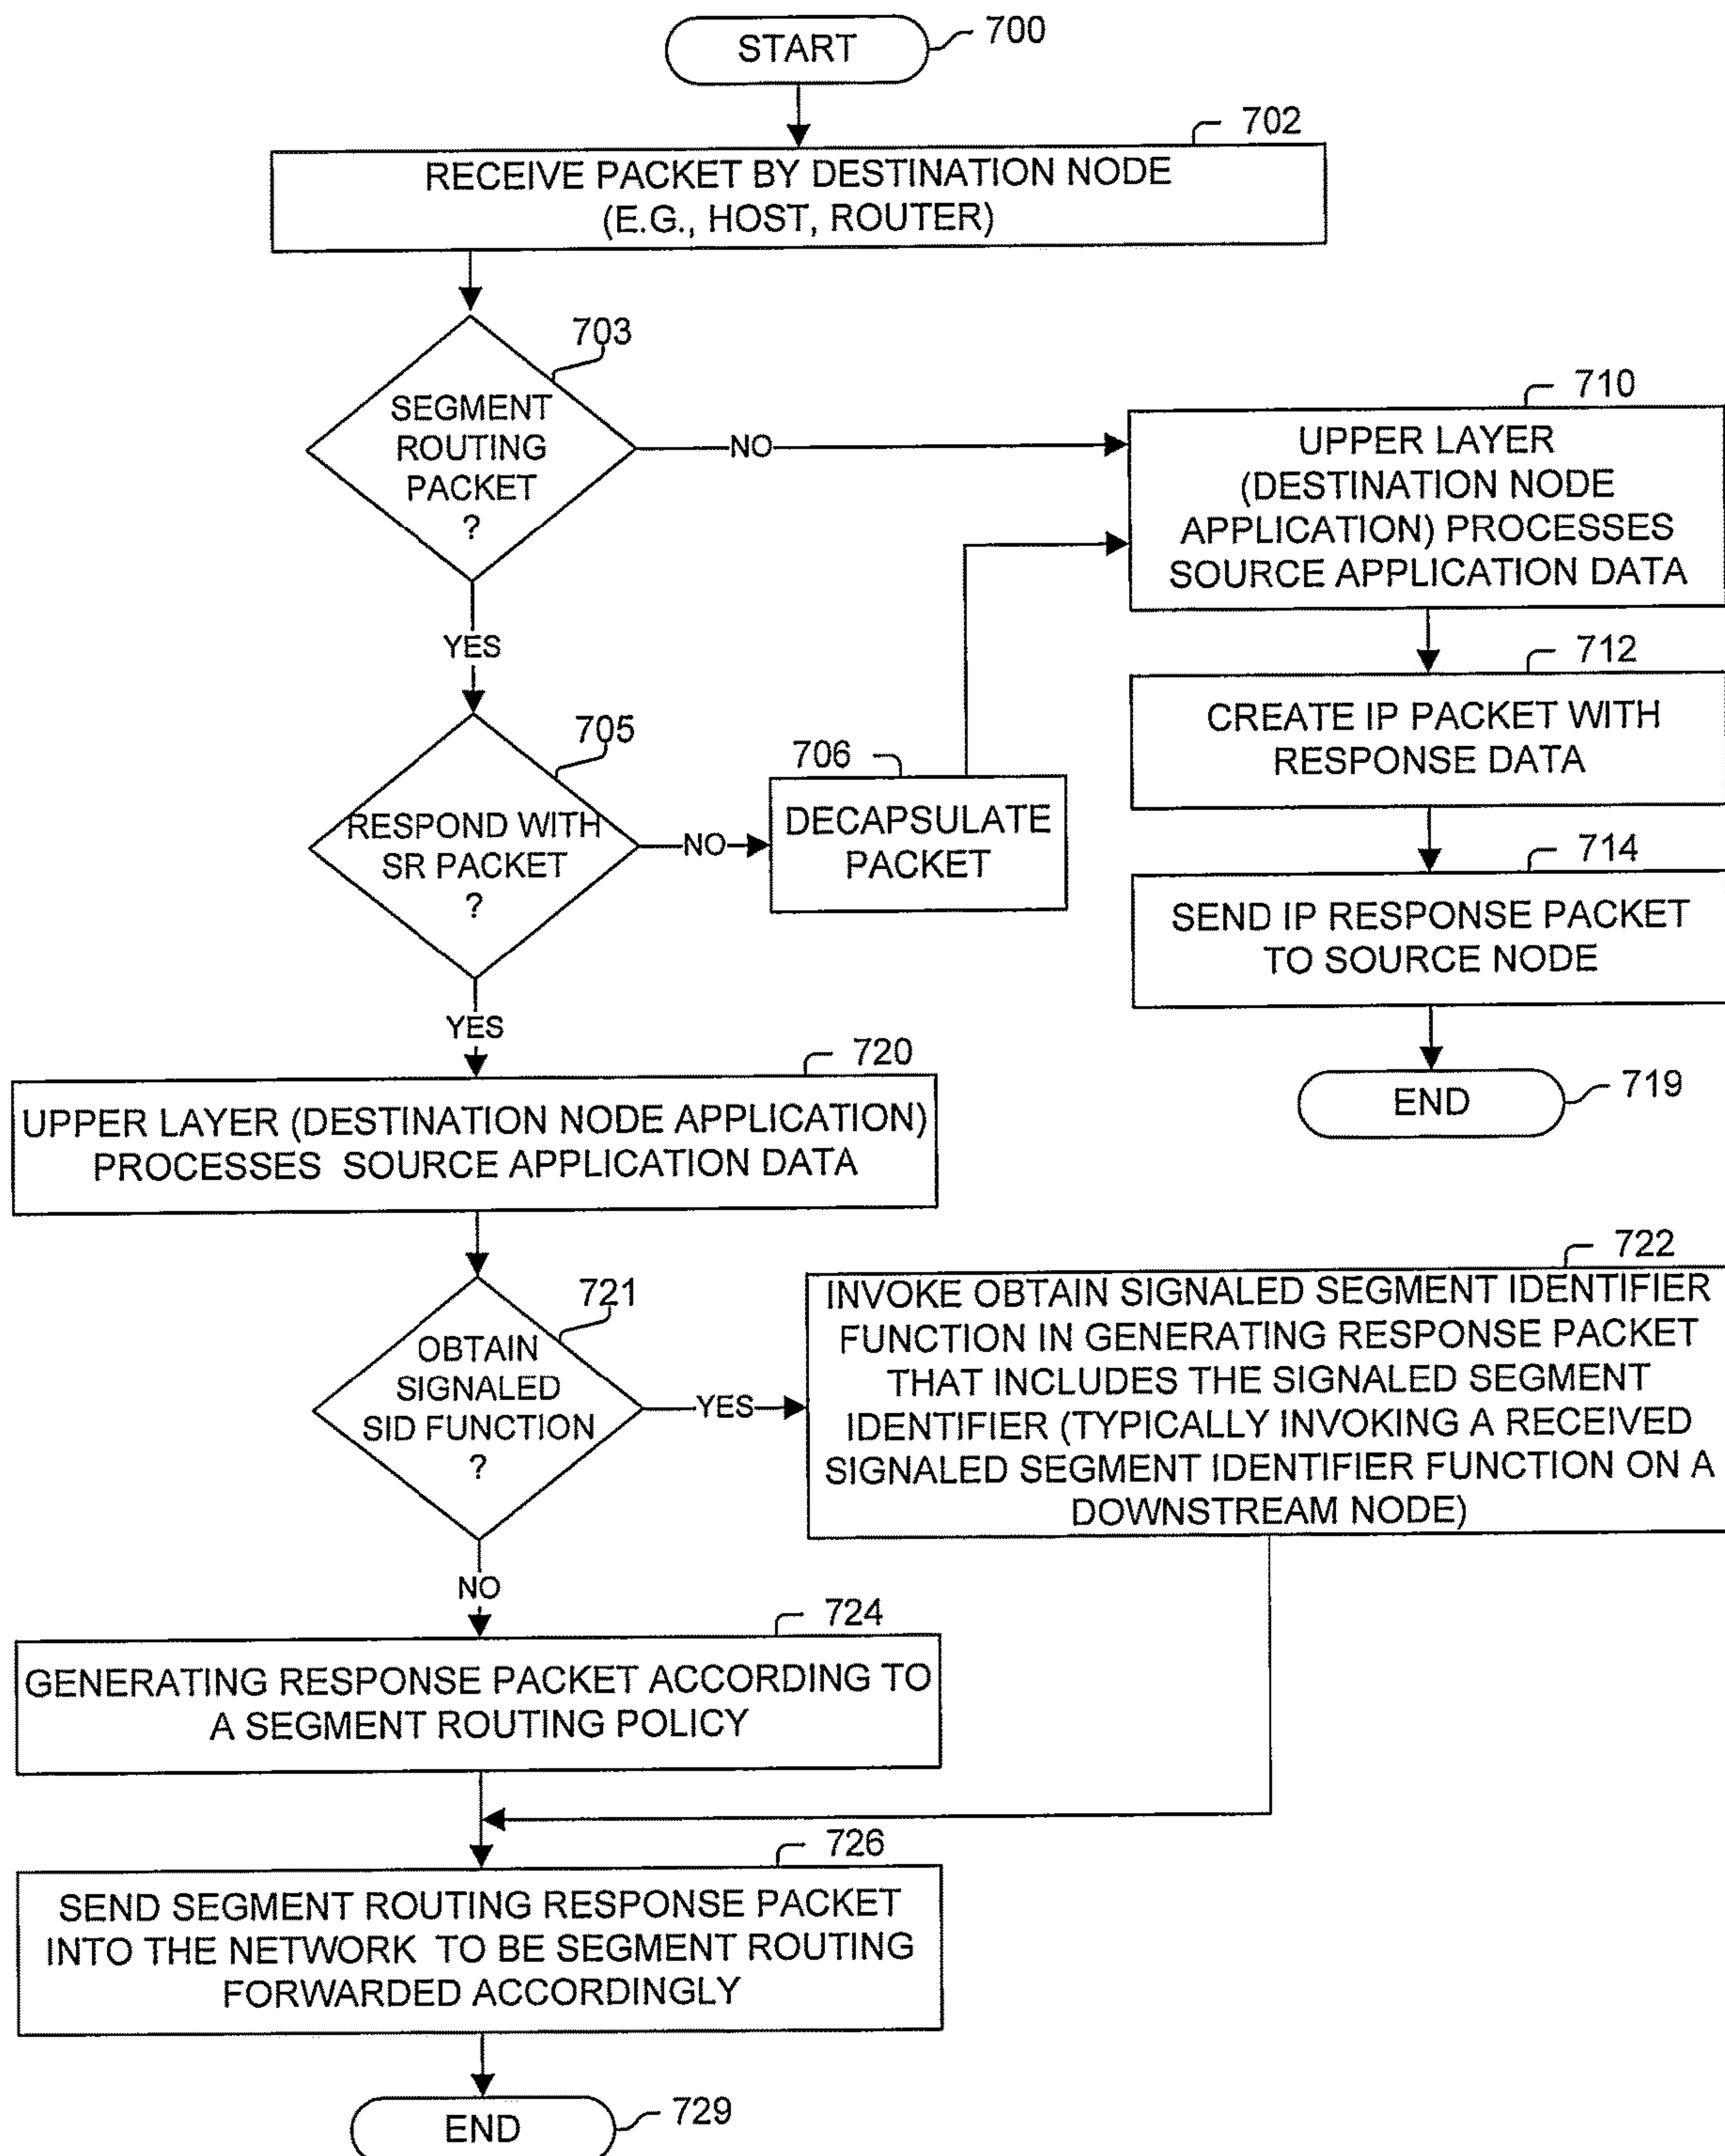 START
700
702
RECEIVE PACKET BY DESTINATION NODE
(E.G., HOST, ROUTER)
703
SEGMENT
ROUTING
PACKET
?
NO
YES
710
UPPER LAYER
(DESTINATION NODE
APPLICATION) PROCESSES
SOURCE APPLICATION DATA
712
CREATE IP PACKET WITH
RESPONSE DATA
714
SEND IP RESPONSE PACKET
TO SOURCE NODE
END
719
705
RESPOND WITH
SR PACKET
?
NO
706
DECAPSULATE
PACKET
YES
720
UPPER LAYER (DESTINATION NODE APPLICATION)
PROCESSES SOURCE APPLICATION DATA
721
OBTAIN
SIGNALED
SID FUNCTION
?
YES
722
INVOKE OBTAIN SIGNALED SEGMENT IDENTIFIER
FUNCTION IN GENERATING RESPONSE PACKET
THAT INCLUDES THE SIGNALED SEGMENT
IDENTIFIER (TYPICALLY INVOKING A RECEIVED
SIGNALED SEGMENT IDENTIFIER FUNCTION ON A
DOWNSTREAM NODE)
NO
724
GENERATING RESPONSE PACKET ACCORDING TO
A SEGMENT ROUTING POLICY
726
SEND SEGMENT ROUTING RESPONSE PACKET
INTO THE NETWORK TO BE SEGMENT ROUTING
FORWARDED ACCORDINGLY
END
729